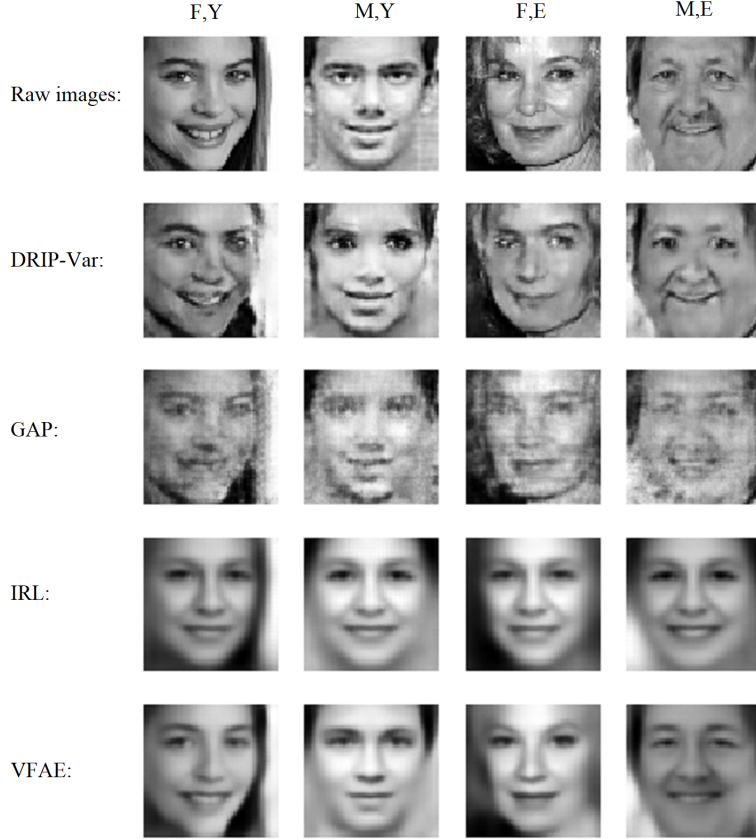 F,Y M,Y F,E M,E
Raw images:
DRIP-Var:
GAP:
IRL:
VFAE: